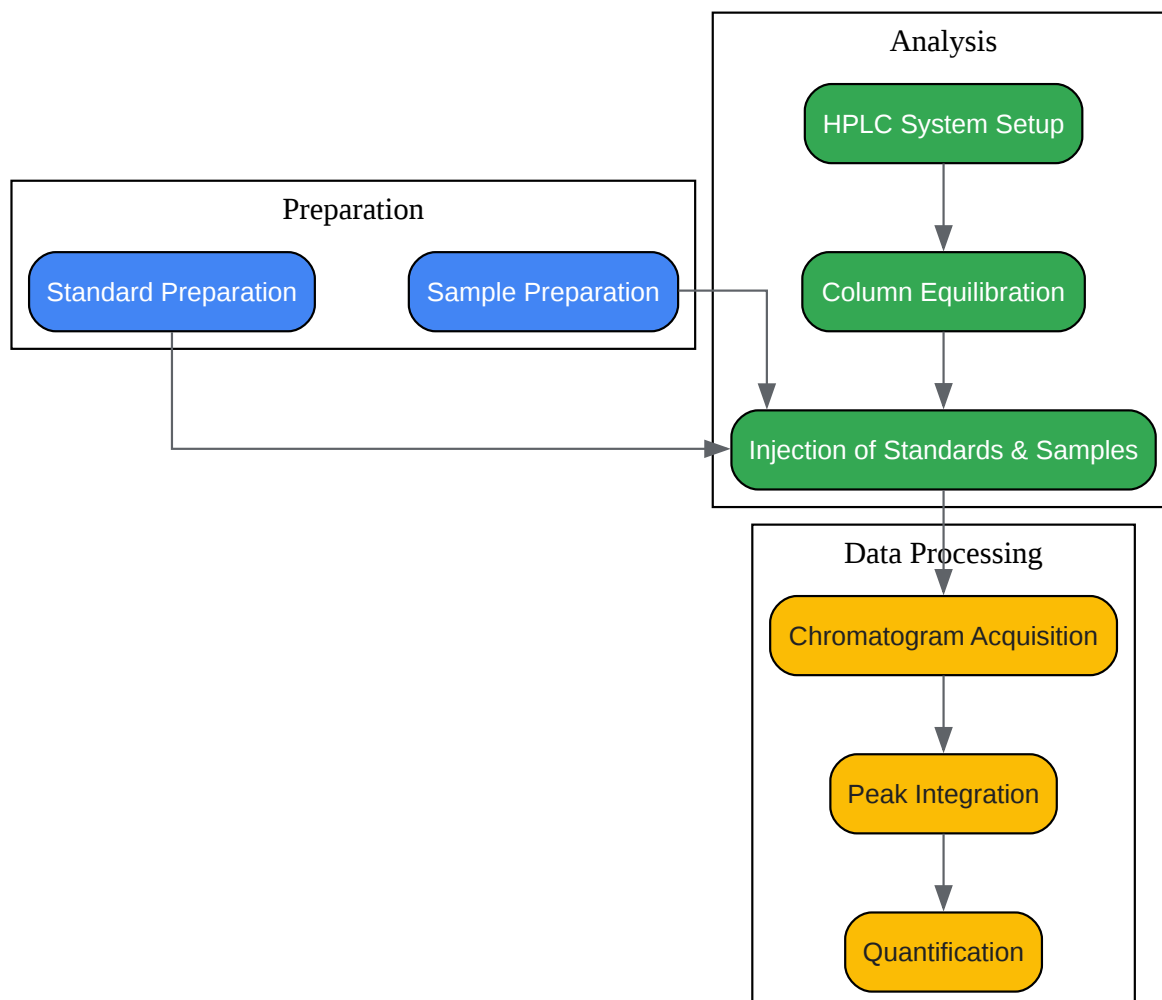 Analysis
HPLC System Setup
Preparation
Standard Preparation
Sample Preparation
Column Equilibration
Injection of Standards & Samples
Data Processing
Chromatogram Acquisition
Peak Integration
Quantification